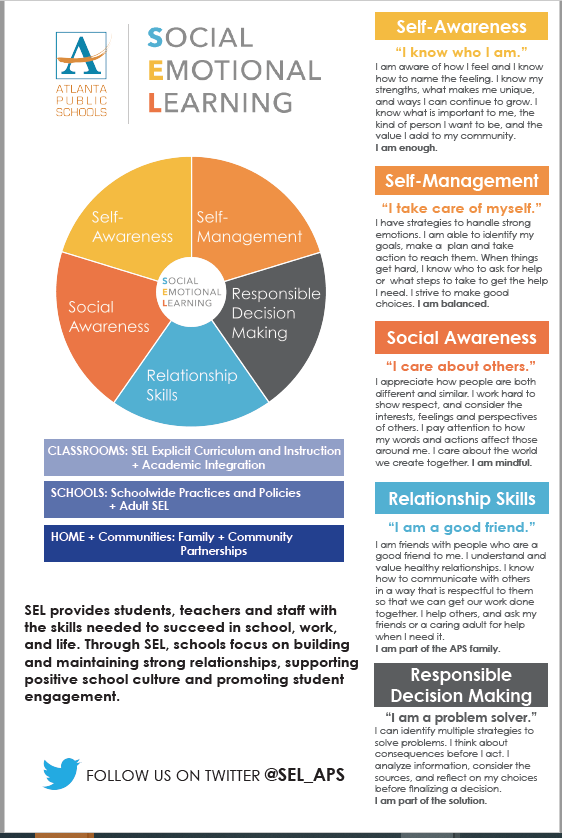 ATLANTA
PUBLIC
SCHOOLS
SOCIAL
EMOTIONAL
LEARNING
Self-
Awareness
Self-
Management
Social
Awareness
SOCIAL
EMOTIONAL
LEARNING
Responsible
Decision
Making
Relationship
Skills
CLASSROOMS: SEL Explicit Curriculum and Instruction
+ Academic Integration
SCHOOLS: Schoolwide Practices and Policies
+ Adult SEL
HOME + Communities: Family + Community
Partnerships
SEL provides students, teachers and staff with
the skills needed to succeed in school, work,
and life. Through SEL, schools focus on building
and maintaining strong relationships, supporting
positive school culture and promoting student
engagement.
FOLLOW US ON TWITTER @SEL_APS
Self-Awareness
“I know who I am.”
I am aware of how I feel and I know
how to name the feeling. I know my
strengths, what makes me unique,
and ways I can continue to grow. I
know what is important to me, the
kind of person I want to be, and the
value I add to my community.
I am enough.
Self-Management
“I take care of myself.”
I have strategies to handle strong
emotions. I am able to identify my
goals, make a plan and take
action to reach them. When things
get hard, I know who to ask for help
or what steps to take to get the help
I need. I strive to make good
choices. I am balanced.
Social Awareness
“I care about others.”
I appreciate how people are both
different and similar. I work hard to
show respect, and consider the
interests, feelings and perspectives
of others. I pay attention to how
my words and actions affect those
around me. I care about the world
we create together. I am mindful.
Relationship Skills
“I am a good friend.”
I am friends with people who are a
good friend to me. I understand and
value healthy relationships. I know
how to communicate with others
in a way that is respectful to them
so that we can get our work done
together. I help others, and ask my
friends or a caring adult for help
when I need it.
I am part of the APS family.
Responsible
Decision Making
“I am a problem solver.”
I can identify multiple strategies to
solve problems. I think about
consequences before I act. I
analyze information, consider the
sources, and reflect on my choices
before finalizing a decision.
I am part of the solution.